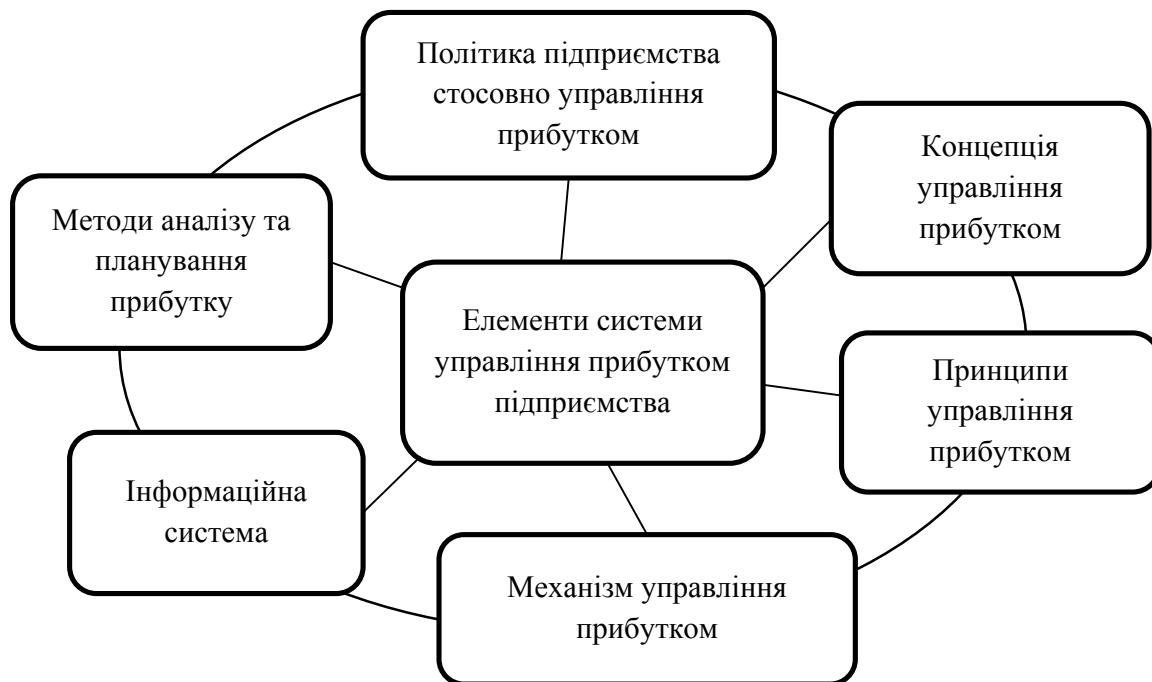 Політика підприємства
стосовно управління
прибутком
Концепція
управління
прибутком
Методи аналізу та
планування
прибутку
Елементи системи
управління прибутком
підприємства
Принципи
управління
прибутком
Інформаційна
система
Механізм управління
прибутком